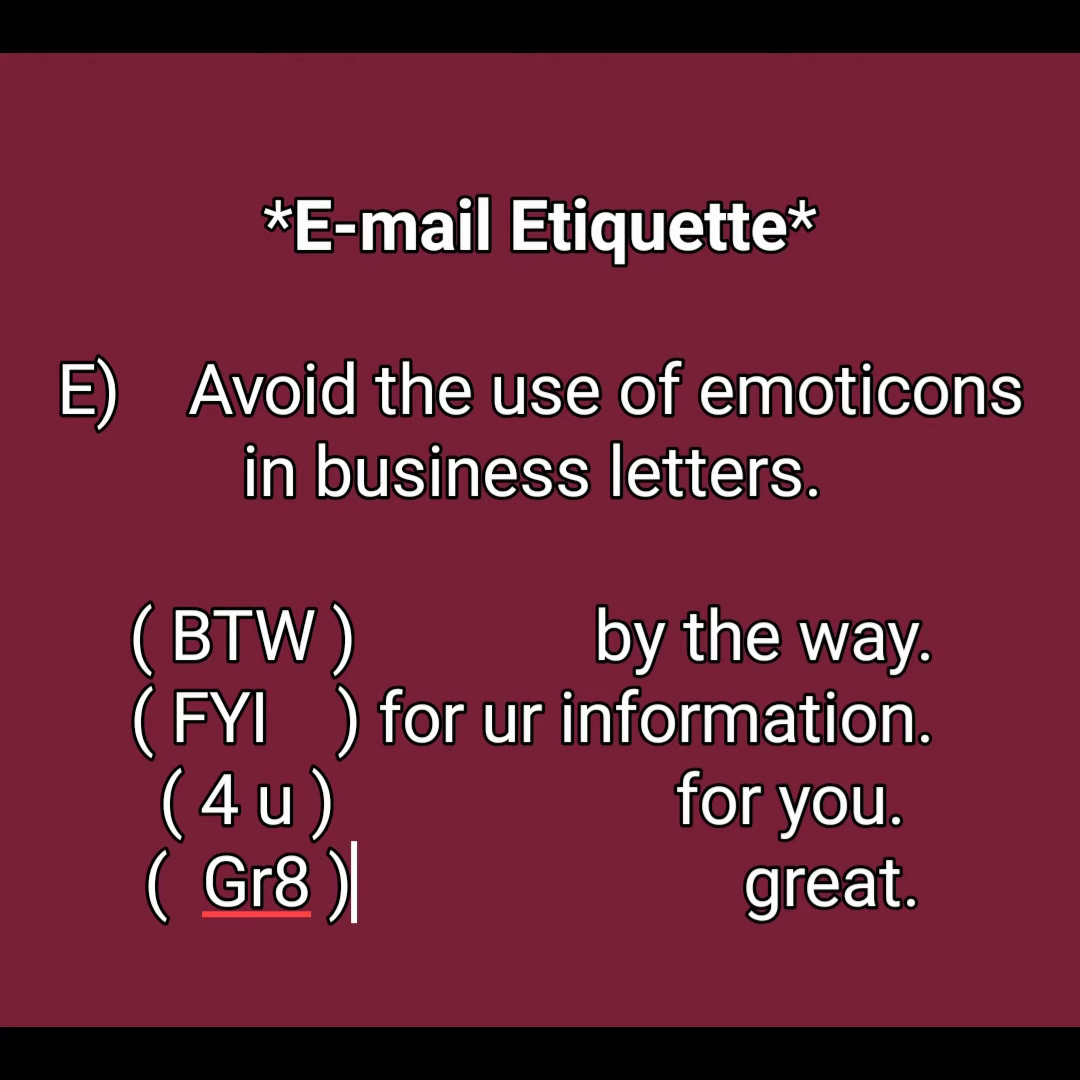 *E-mail Etiquette*
E) Avoid the use of emoticons
in business letters.
( BTW ) by the way.
( FYI ) for ur information.
( 4 u ) for you.
( Gr8 ) great.